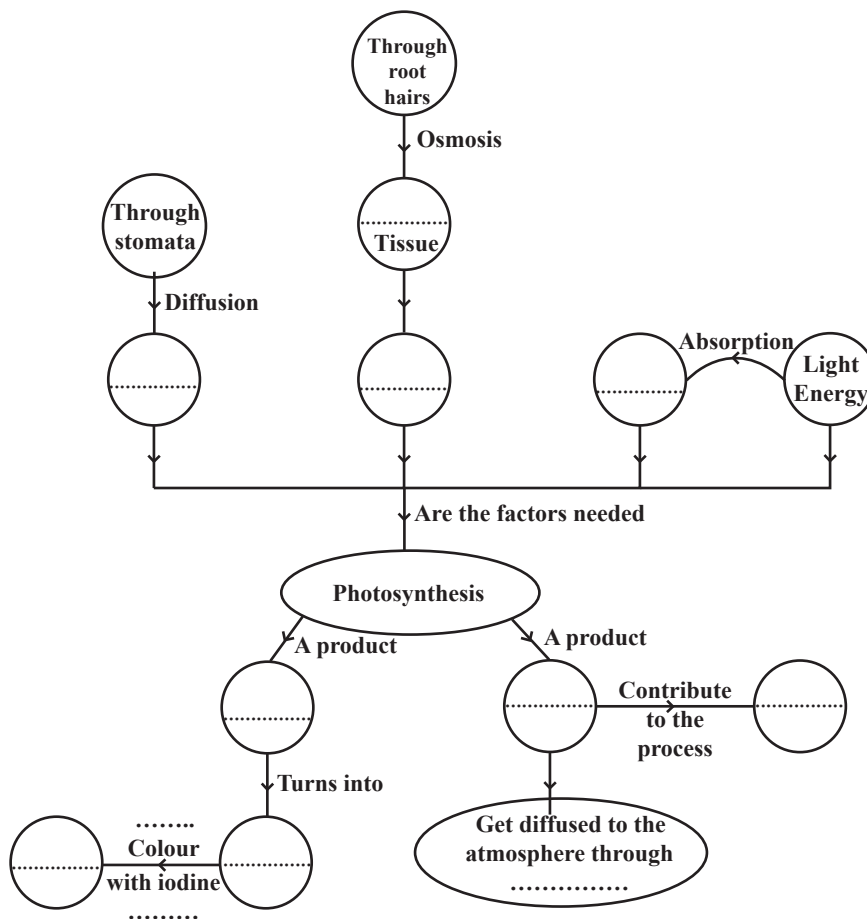 Through
root
hairs
Osmosis
Through
stomata
....................
Tissue
Diffusion
Absorption
Light
Energy
................
................
................
Are the factors needed
Photosynthesis
A product
A product
................
....................
Contribute
to the
process
....................
Turns into
........
Colour
with iodine
.........
................
....................
Get diffused to the
atmosphere through
...............